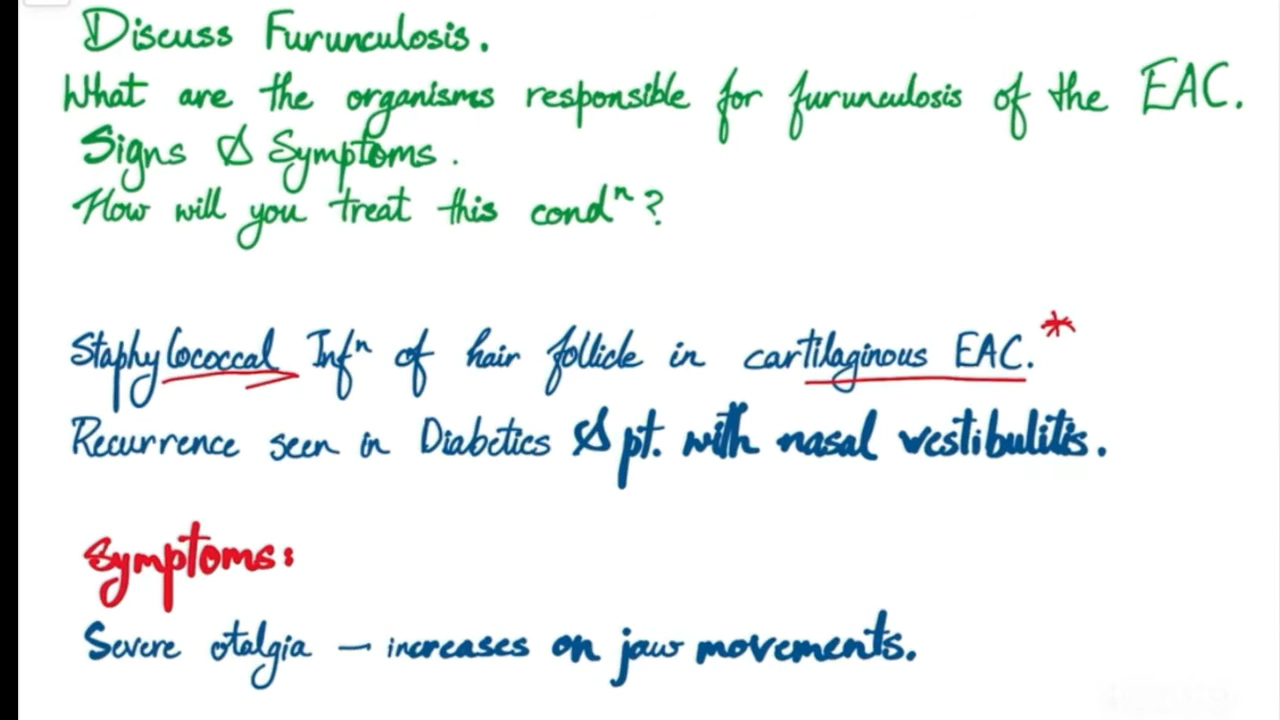 Discuss Furunculosis.
What are the organisms responsible for furunculosis of the EAC.
Signs & Symptoms.
How will you treat this condⁿ?
Staphylococcal Infⁿ of hair follicle in cartilaginous EAC.*
Recurrence seen in Diabetics & pt. with nasal vestibulitis.
Symptoms:
Severe otalgia — increases on jaw movements.